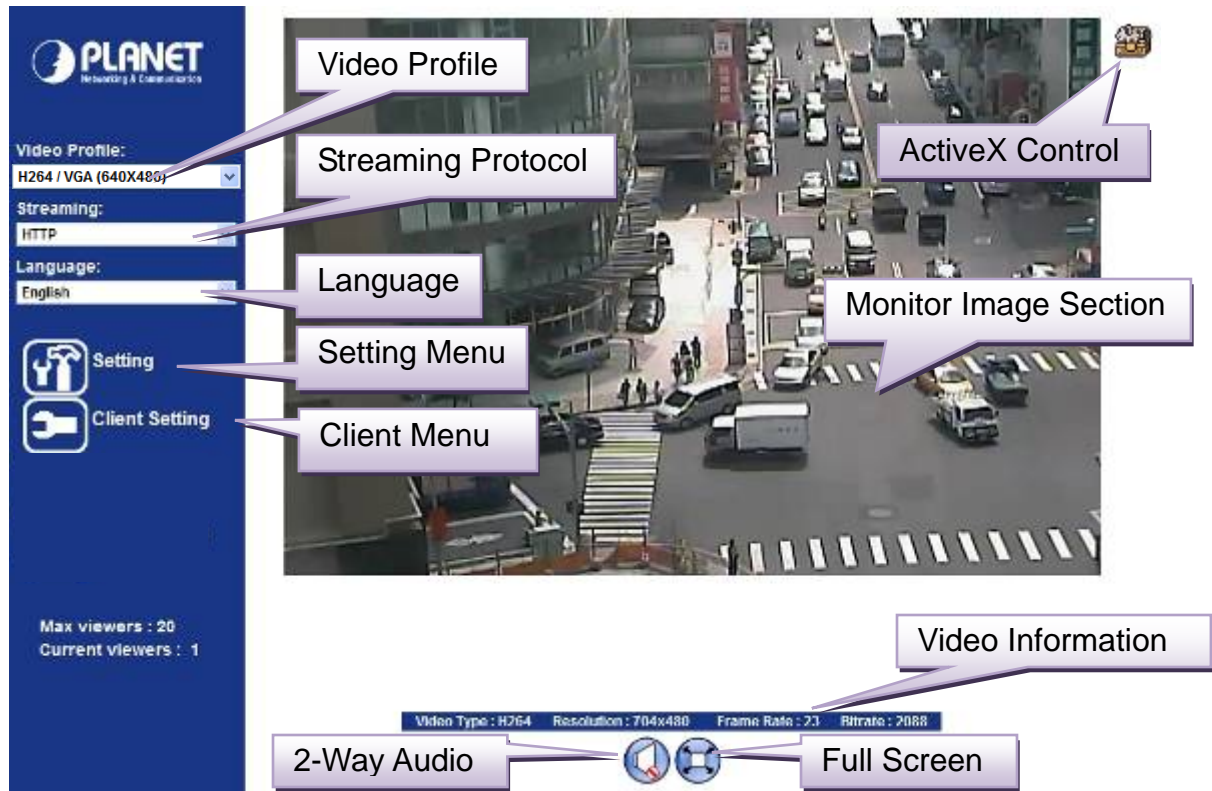 PLANET
Networking & Communication
Video Profile
ActiveX Control
Video Profile:
H264 / VGA (640X480)
Streaming Protocol
Streaming:
HTTP
Language:
English
Language
Monitor Image Section
Setting Menu
Setting
Client Setting
Client Menu
Max viewers : 20
Current viewers : 1
Video Information
Video Type : H264 Resolution : 704x480 Frame Rate : 23 Bitrate : 2088
2-Way Audio
Full Screen